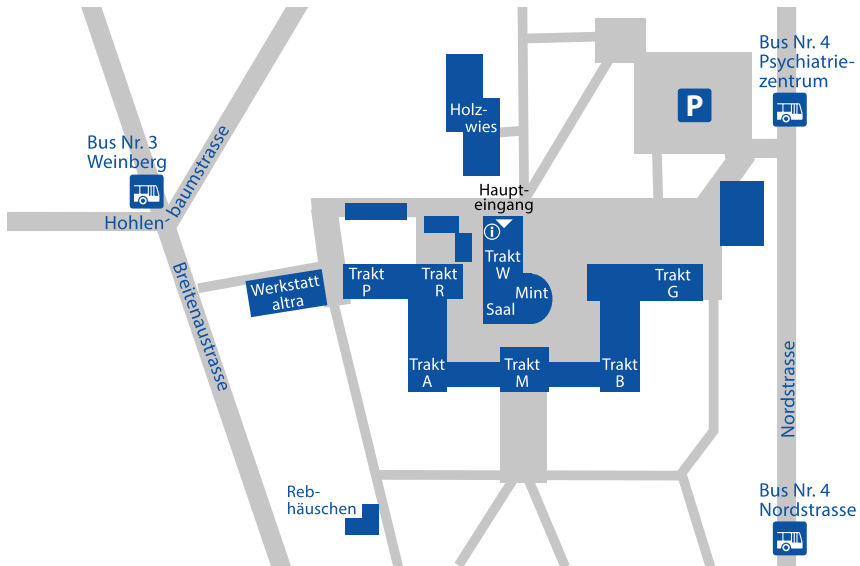 Bus Nr. 4
Psychiatrie-
zentrum
P
Holz-
wies
Bus Nr. 3
Weinberg
Hohlen-baumstrasse
Haupt-
eingang
i
Trakt
W
Mint
Saal
Trakt
P
Trakt
R
Trakt
G
Werkstatt
altra
Breitenaustrasse
Trakt
A
Trakt
M
Trakt
B
Nordstrasse
Reb-
häuschen
Bus Nr. 4
Nordstrasse